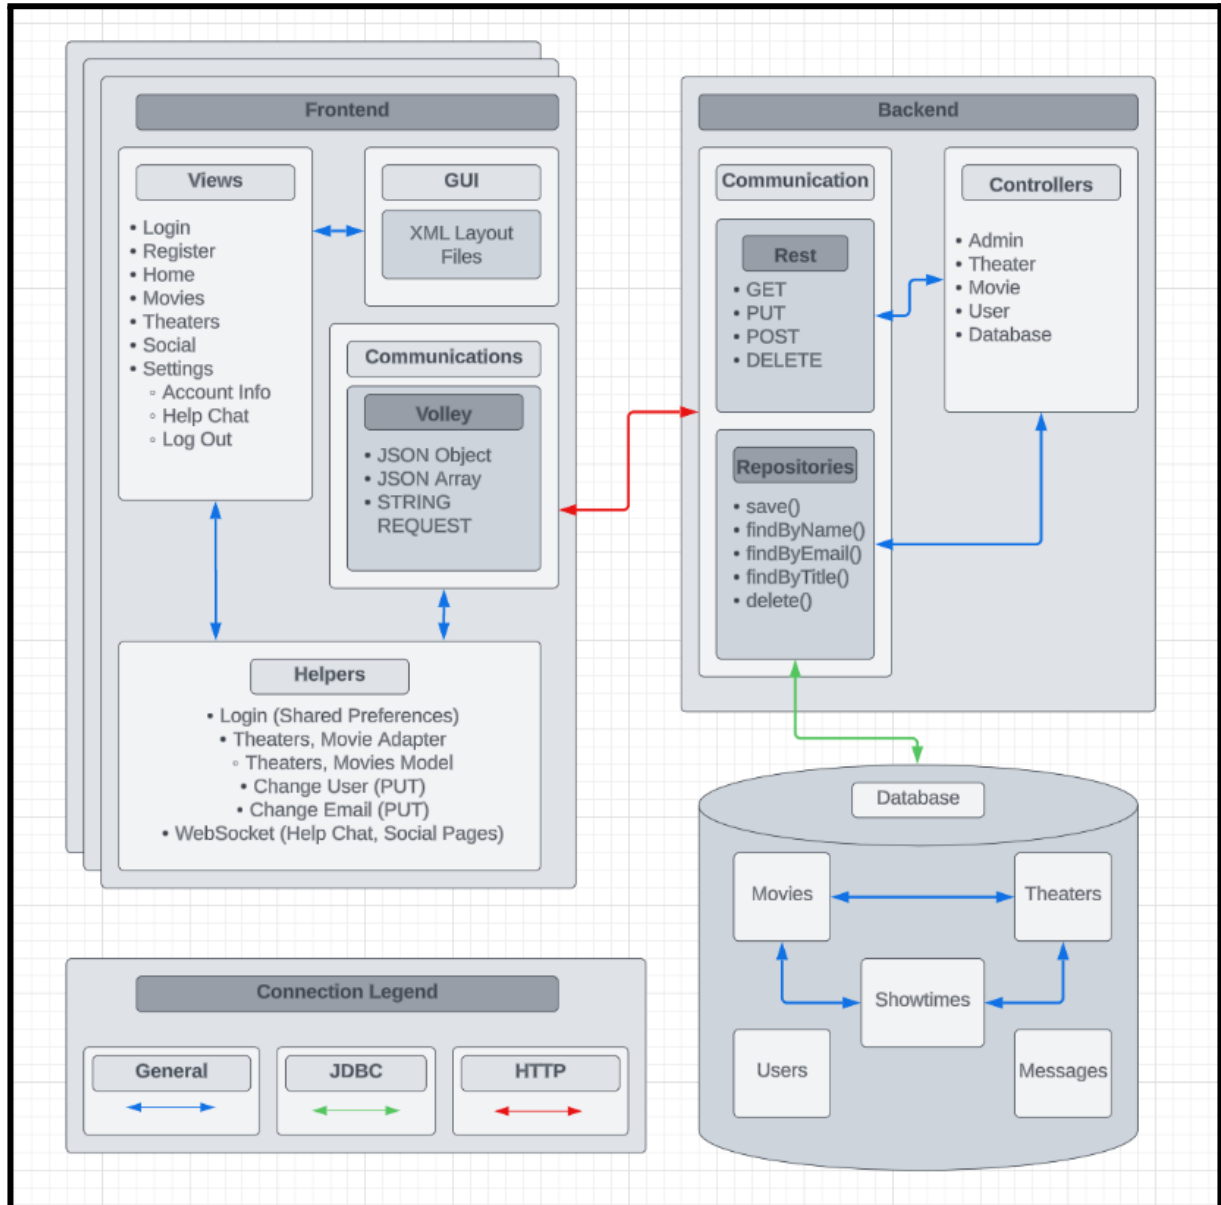 Frontend
Views
• Login
• Register
• Home
• Movies
• Theaters
• Social
• Settings
◦ Account Info
◦ Help Chat
◦ Log Out
GUI
XML Layout
Files
Communications
Volley
• JSON Object
• JSON Array
• STRING
REQUEST
Helpers
• Login (Shared Preferences)
• Theaters, Movie Adapter
◦ Theaters, Movies Model
• Change User (PUT)
• Change Email (PUT)
• WebSocket (Help Chat, Social Pages)
Backend
Communication
Rest
• GET
• PUT
• POST
• DELETE
Repositories
• save()
• findByName()
• findByEmail()
• findByTitle()
• delete()
Controllers
• Admin
• Theater
• Movie
• User
• Database
Database
Movies
Theaters
Showtimes
Users
Messages
Connection Legend
General
JDBC
HTTP